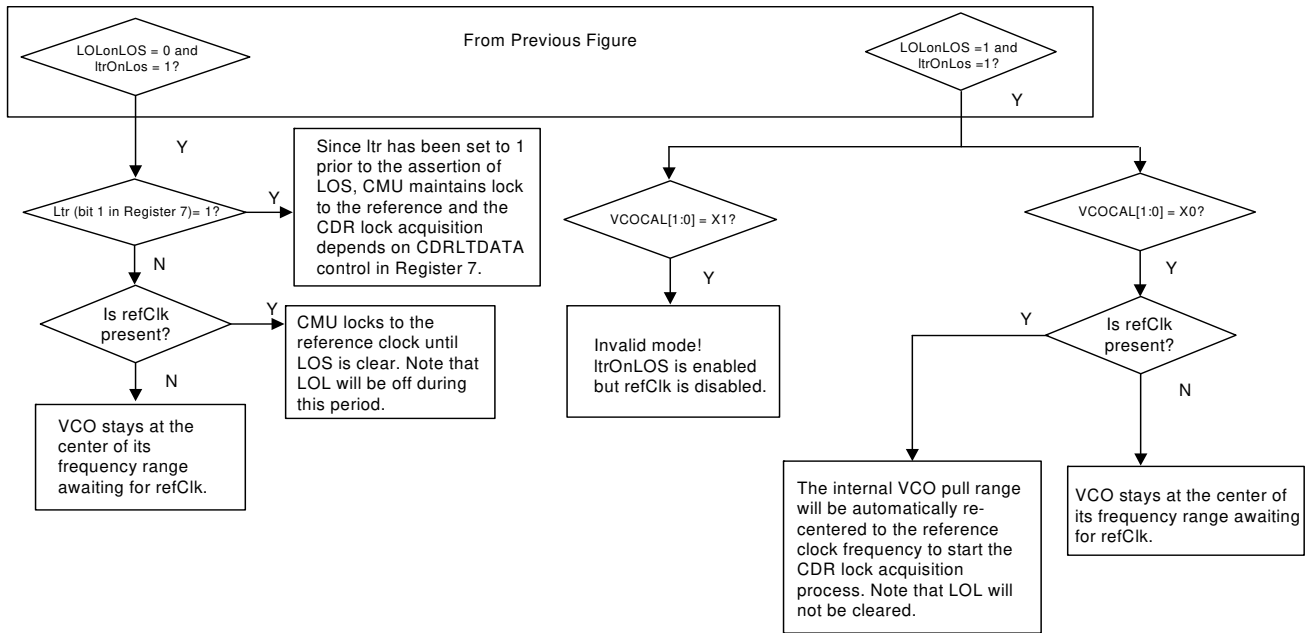 From Previous Figure
LOLonLOS = 0 and
ltrOnLos = 1?
Y
Ltr (bit 1 in Register 7)= 1?
Y
Since ltr has been set to 1
prior to the assertion of
LOS, CMU maintains lock
to the reference and the
CDR lock acquisition
depends on CDRLTDATA
control in Register 7.
N
Is refClk
present?
Y
CMU locks to the
reference clock until
LOS is clear. Note that
LOL will be off during
this period.
N
VCO stays at the
center of its
frequency range
awaiting for refClk.
LOLonLOS =1 and
ltrOnLos =1?
Y
VCOCAL[1:0] = X1?
Y
Invalid mode!
ltrOnLOS is enabled
but refClk is disabled.
VCOCAL[1:0] = X0?
Y
Is refClk
present?
Y
The internal VCO pull range
will be automatically re-
centered to the reference
clock frequency to start the
CDR lock acquisition
process. Note that LOL will
not be cleared.
N
VCO stays at the center of
its frequency range awaiting
for refClk.